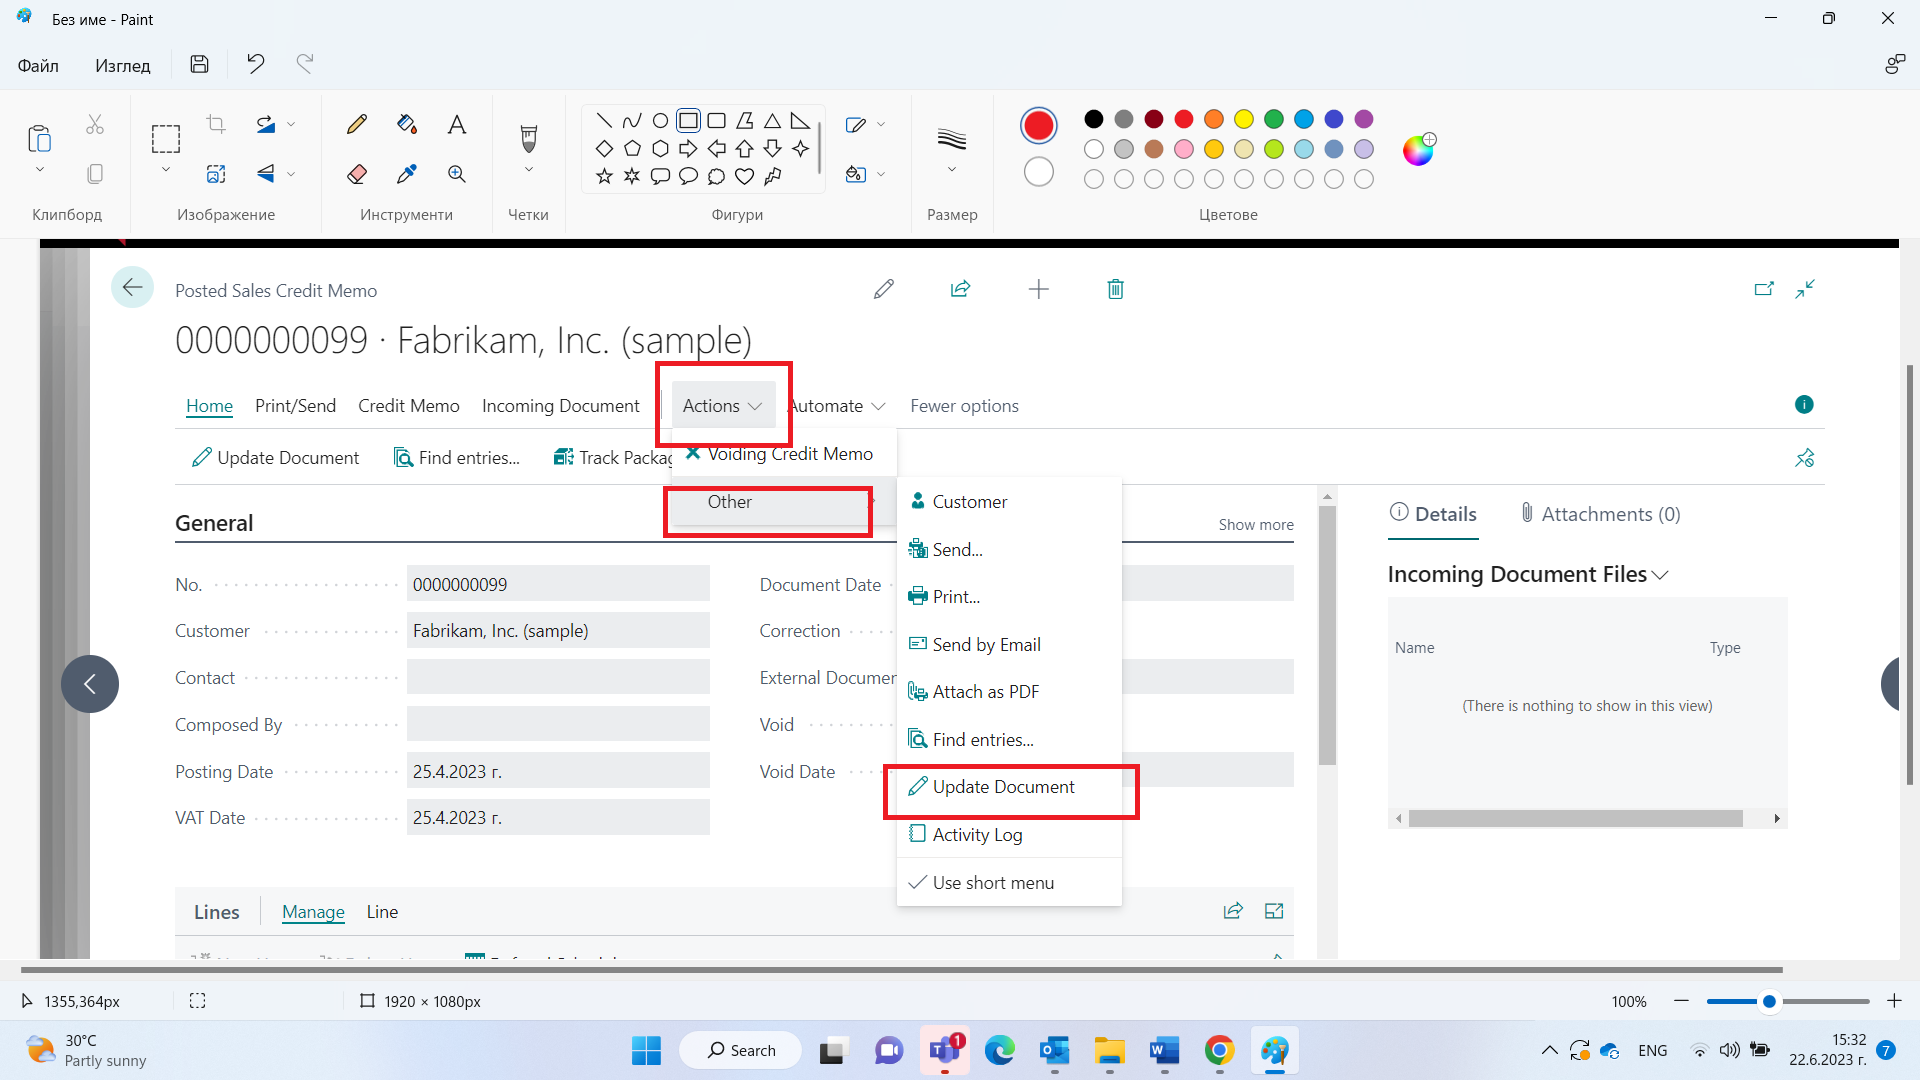 Без име - Paint
Файл Изглед
Клипборд Изображение Инструменти Четки Фигури Размер Цветове
Posted Sales Credit Memo
0000000099 · Fabrikam, Inc. (sample)
Home Print/Send Credit Memo Incoming Document Actions Automate Fewer options
Update Document Find entries... Track Packag
Voiding Credit Memo
Other
Customer
Send...
Print...
Send by Email
Attach as PDF
Find entries...
Update Document
Activity Log
Use short menu
General Show more
No. 0000000099
Customer Fabrikam, Inc. (sample)
Contact
Composed By
Posting Date 25.4.2023 г.
VAT Date 25.4.2023 г.
Document Date
Correction
External Documen
Void
Void Date
Details Attachments (0)
Incoming Document Files
Name Type
(There is nothing to show in this view)
Lines Manage Line
1355,364px 1920 × 1080px 100%
30°C
Partly sunny
Search
1
ENG
15:32
22.6.2023 г.
7